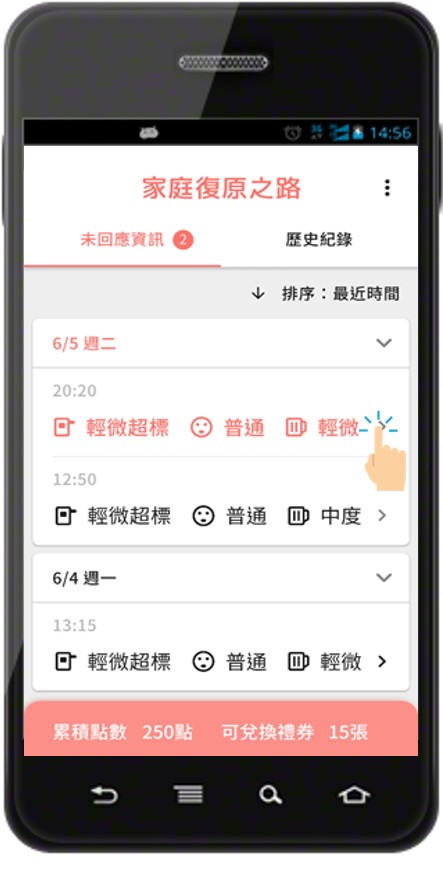 14:56
家庭復原之路
未回應資訊 2 歷史紀錄
排序：最近時間
6/5 週二
20:20
輕微超標 普通 輕微
12:50
輕微超標 普通 中度
6/4 週一
13:15
輕微超標 普通 輕微
累積點數 250點 可兌換禮券 15張